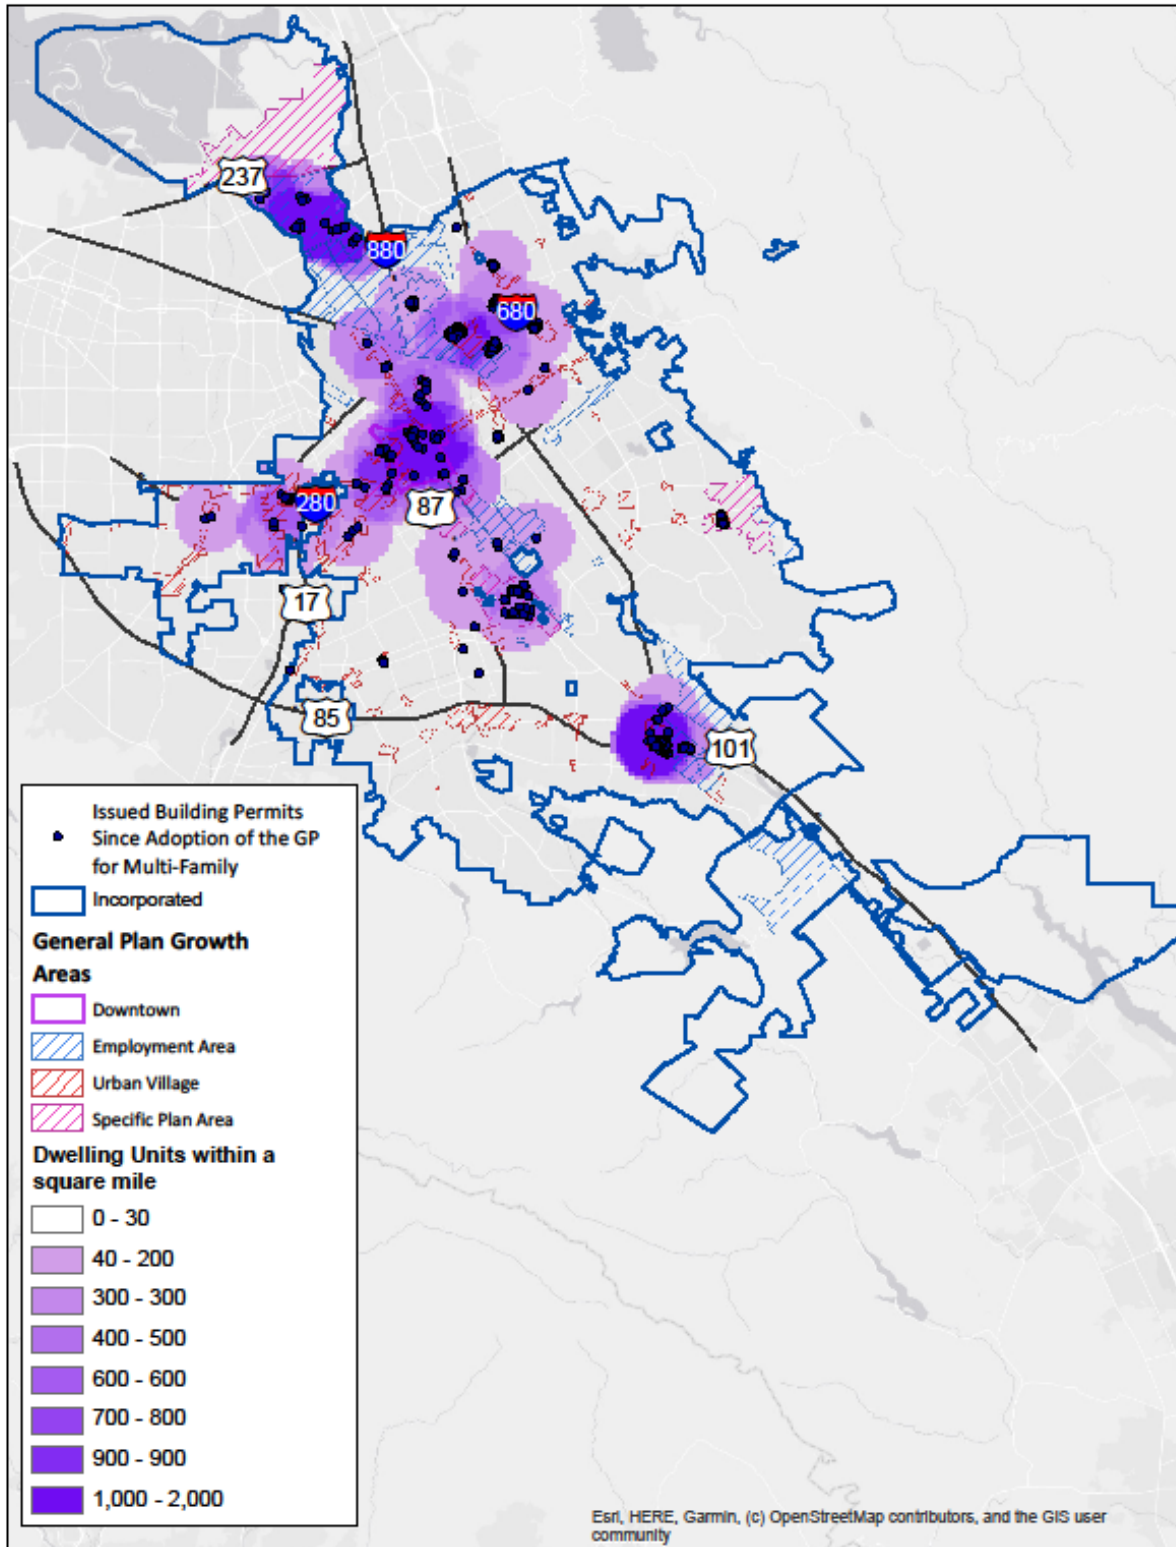 237
880
680
280
87
17
85
101
Issued Building Permits
Since Adoption of the GP
for Multi-Family
Incorporated
General Plan Growth
Areas
Downtown
Employment Area
Urban Village
Specific Plan Area
Dwelling Units within a
square mile
0 - 30
40 - 200
300 - 300
400 - 500
600 - 600
700 - 800
900 - 900
1,000 - 2,000
Esri, HERE, Garmin, (c) OpenStreetMap contributors, and the GIS user
community